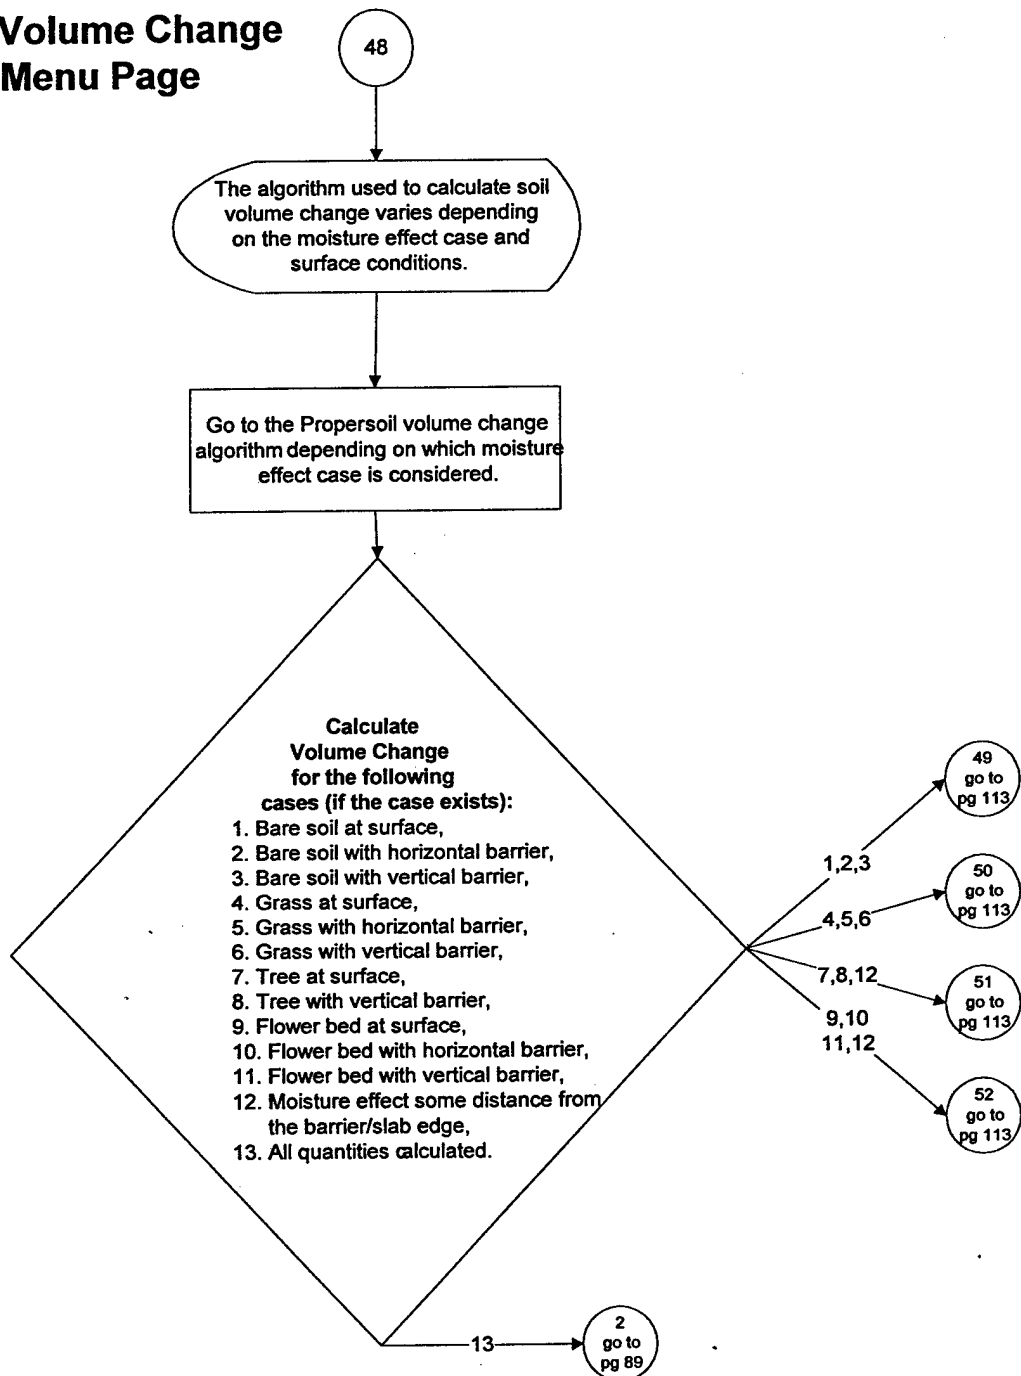 Volume Change
Menu Page
48
The algorithm used to calculate soil
volume change varies depending
on the moisture effect case and
surface conditions.
Go to the Propersoil volume change
algorithm depending on which moisture
effect case is considered.
Calculate
Volume Change
for the following
cases (if the case exists):
1. Bare soil at surface,
2. Bare soil with horizontal barrier,
3. Bare soil with vertical barrier,
4. Grass at surface,
5. Grass with horizontal barrier,
6. Grass with vertical barrier,
7. Tree at surface,
8. Tree with vertical barrier,
9. Flower bed at surface,
10. Flower bed with horizontal barrier,
11. Flower bed with vertical barrier,
12. Moisture effect some distance from
the barrier/slab edge,
13. All quantities calculated.
1,2,3
49
go to
pg 113
4,5,6
50
go to
pg 113
7,8,12
51
go to
pg 113
9,10
11,12
52
go to
pg 113
13
2
go to
pg 89